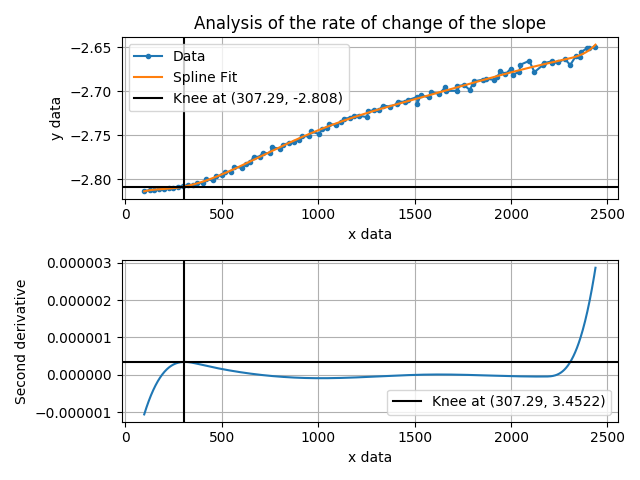 Analysis of the rate of change of the slope
Data
Spline Fit
Knee at (307.29, -2.808)
y data
−2.65
−2.70
−2.75
−2.80
0 500 1000 1500 2000 2500
x data
Second derivative
0.000003
0.000002
0.000001
0.000000
−0.000001
Knee at (307.29, 3.4522)
0 500 1000 1500 2000 2500
x data